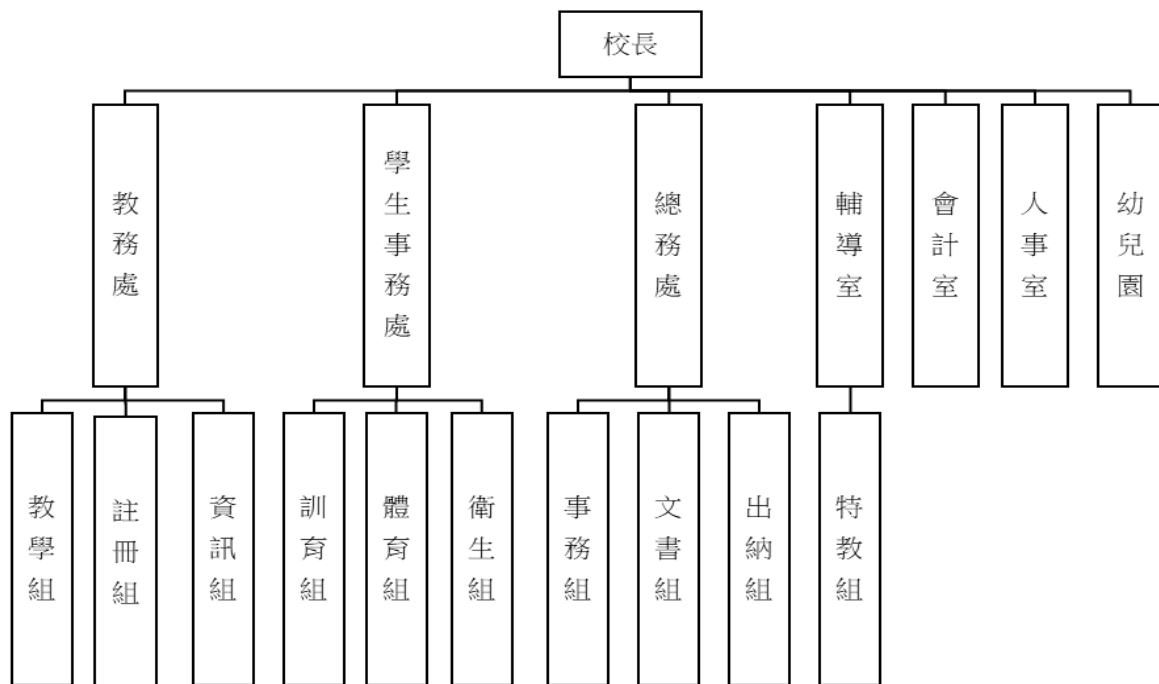 校長
教務處
學生事務處
總務處
輔導室
會計室
人事室
幼兒園
教學組
註冊組
資訊組
訓育組
體育組
衛生組
事務組
文書組
出納組
特教組